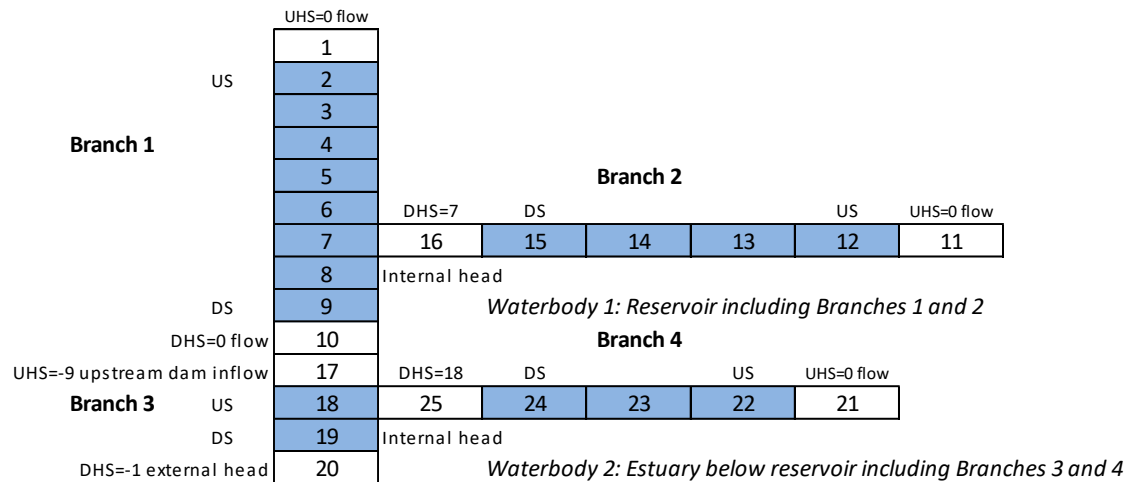 UHS=0 flow
1
US 2
3
Branch 1 4
5 Branch 2
6 DHS=7 DS US UHS=0 flow
7 16 15 14 13 12 11
8 Internal head
DS 9 Waterbody 1: Reservoir including Branches 1 and 2
DHS=0 flow 10 Branch 4
UHS=-9 upstream dam inflow 17 DHS=18 DS US UHS=0 flow
Branch 3 US 18 25 24 23 22 21
DS 19 Internal head
DHS=-1 external head 20 Waterbody 2: Estuary below reservoir including Branches 3 and 4